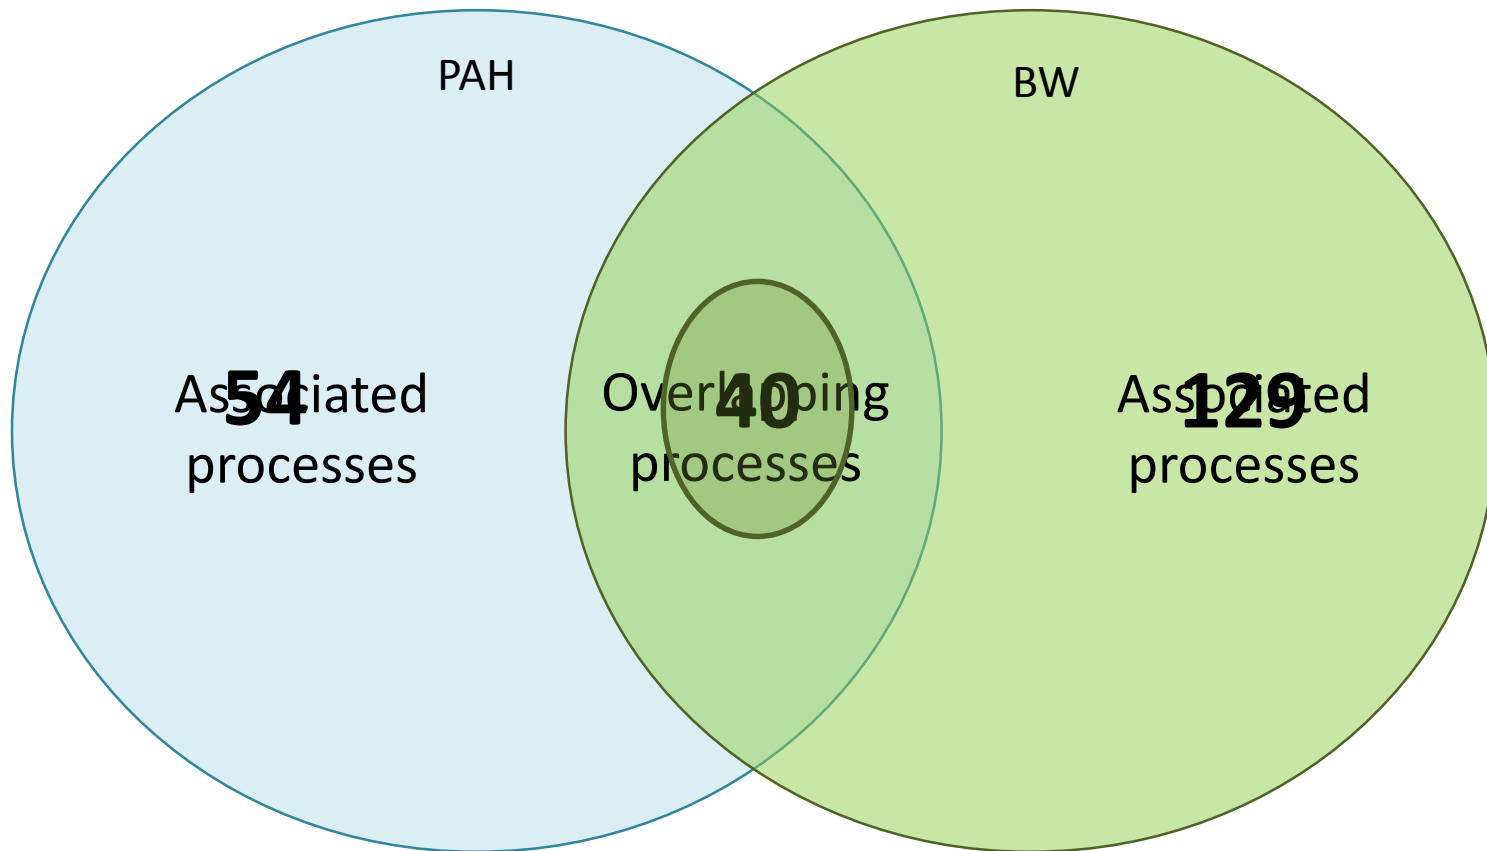 PAH
BW
54
Associated
processes
40
Overlapping
processes
129
Associated
processes